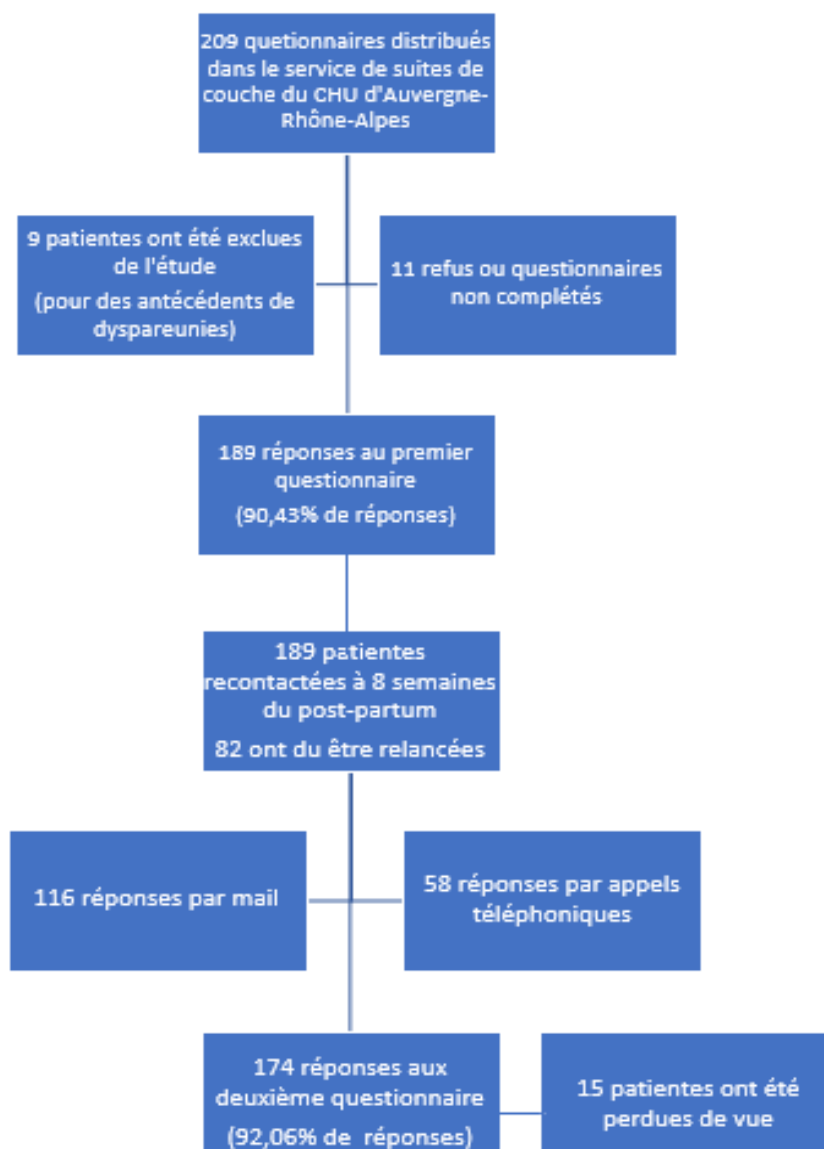 209 quetionnaires distribués
dans le service de suites de
couche du CHU d'Auvergne-
Rhône-Alpes
9 patientes ont été exclues
de l'étude
(pour des antécédents de
dyspareunies)
11 refus ou questionnaires
non complétés
189 réponses au premier
questionnaire
(90,43% de réponses)
189 patientes
recontactées à 8 semaines
du post-partum
82 ont du être relancées
116 réponses par mail
58 réponses par appels
téléphoniques
174 réponses aux
deuxième questionnaire
(92,06% de réponses)
15 patientes ont été
perdues de vue